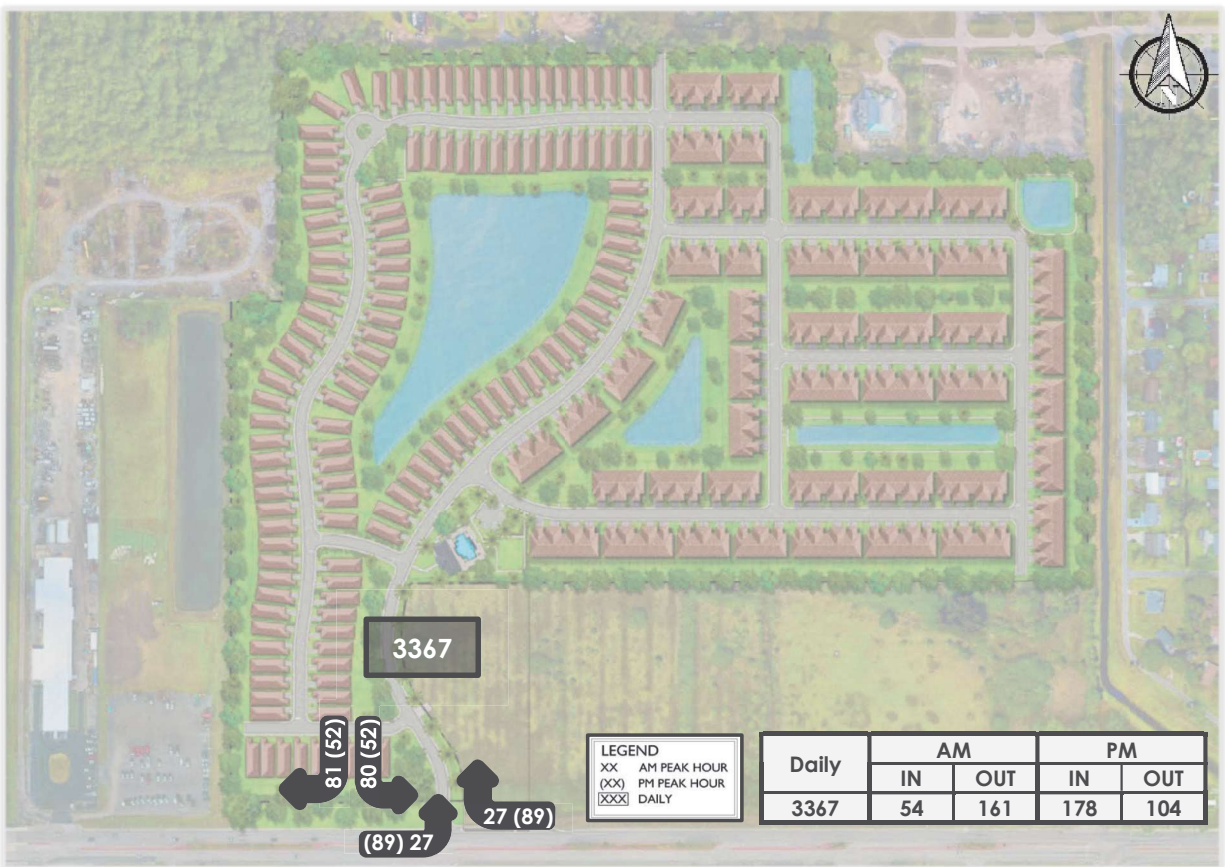 3367
81 (52)
80 (52)
(89) 27
27 (89)
LEGEND
XX AM PEAK HOUR
(XX) PM PEAK HOUR
XXX DAILY
Daily AM PM
IN OUT IN OUT
3367 54 161 178 104